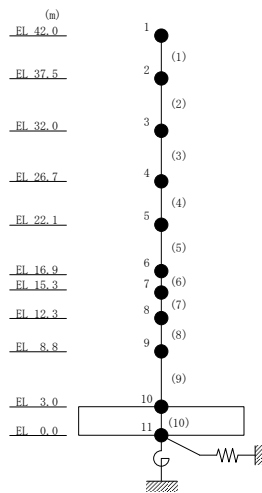 (m)
EL 42.0
1
(1)
EL 37.5
2
(2)
EL 32.0
3
(3)
EL 26.7
4
(4)
EL 22.1
5
(5)
EL 16.9
6
(6)
EL 15.3
7
(7)
EL 12.3
8
(8)
EL 8.8
9
(9)
EL 3.0
10
(10)
EL 0.0
11